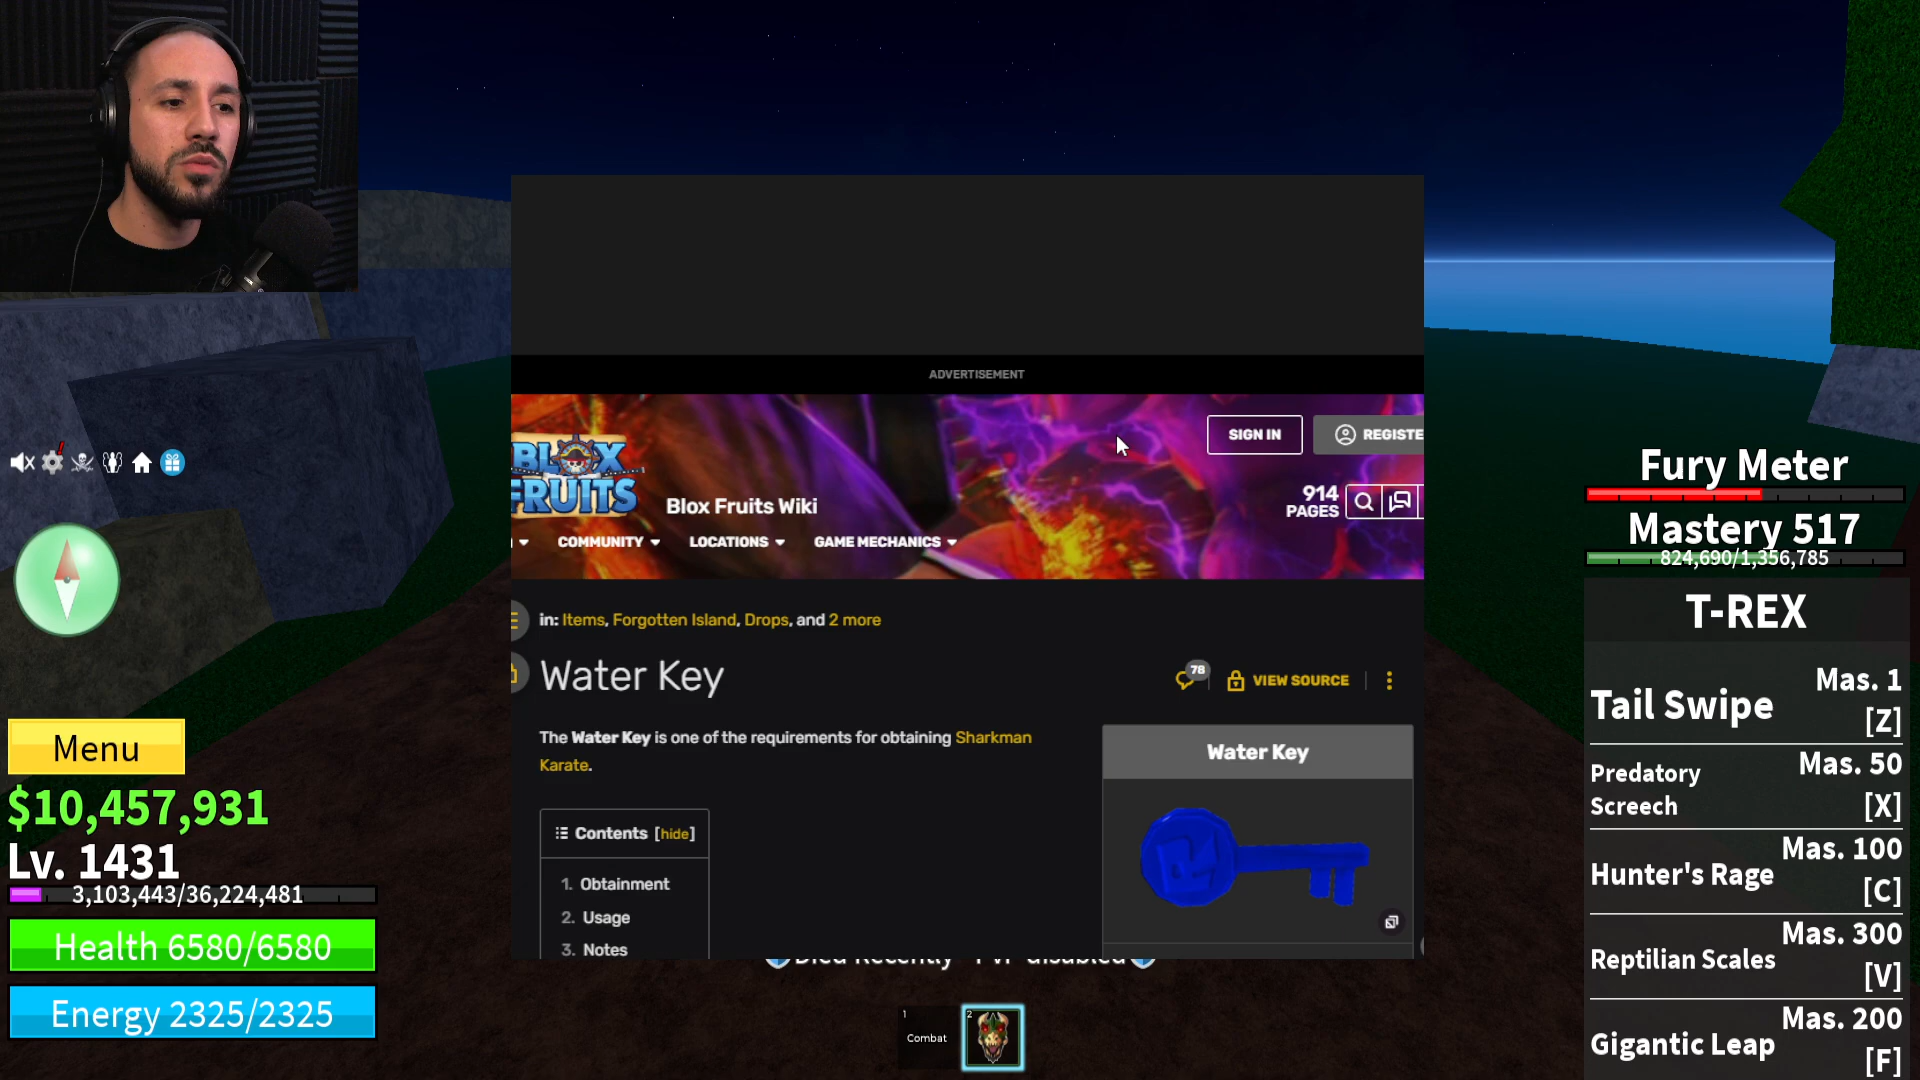 ADVERTISEMENT
BLOX
FRUITS
Blox Fruits Wiki
SIGN IN
REGISTE
914
PAGES
COMMUNITY
LOCATIONS
GAME MECHANICS
in: Items, Forgotten Island, Drops, and 2 more
Water Key
78
VIEW SOURCE
The Water Key is one of the requirements for obtaining Sharkman
Karate.
Contents [hide]
1. Obtainment
2. Usage
3. Notes
Water Key
Menu
$10,457,931
Lv. 1431
3,103,443/36,224,481
Health 6580/6580
Energy 2325/2325
1
Combat
2
Fury Meter
Mastery 517
824,690/1,356,785
T-REX
Tail Swipe
Mas. 1
[Z]
Predatory
Screech
Mas. 50
[X]
Hunter's Rage
Mas. 100
[C]
Reptilian Scales
Mas. 300
[V]
Gigantic Leap
Mas. 200
[F]